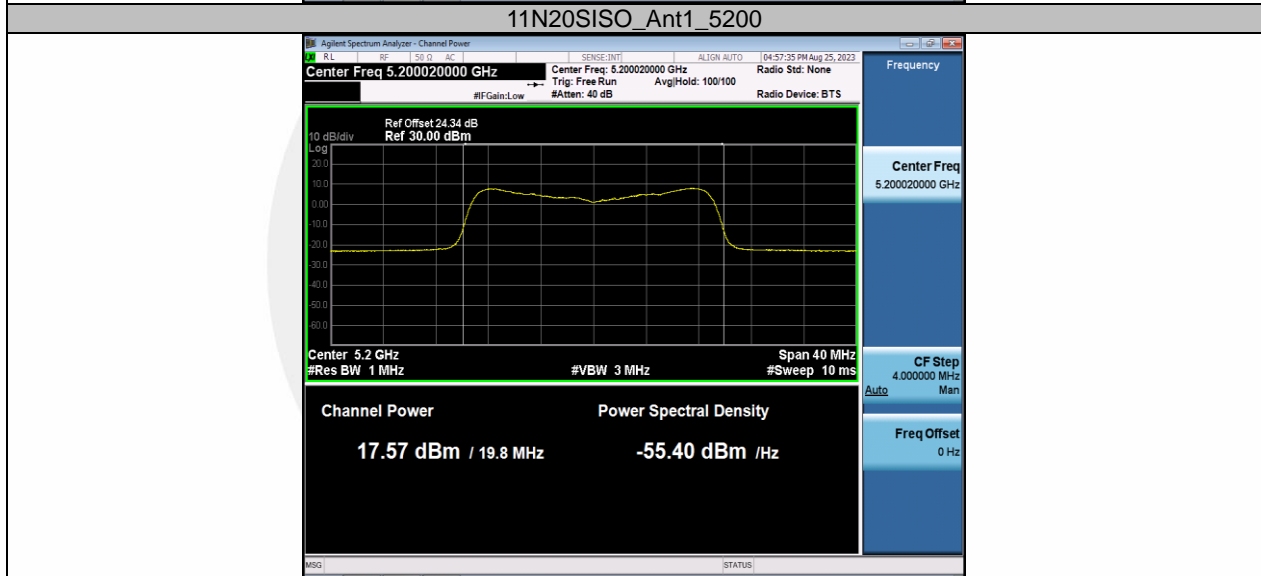 11N20SISO_Ant1_5200
Agilent Spectrum Analyzer - Channel Power
RL RF 50 Ω AC SENSE:INT ALIGN AUTO 04:57:35 PM Aug 25, 2023
Center Freq 5.200020000 GHz
Center Freq: 5.200020000 GHz Radio Std: None
Trig: Free Run Avg|Hold: 100/100
#IFGain:Low #Atten: 40 dB Radio Device: BTS
Frequency
Ref Offset 24.34 dB
10 dB/div Ref 30.00 dBm
Log
20.0
10.0
0.00
-10.0
-20.0
-30.0
-40.0
-50.0
-60.0
Center 5.2 GHz Span 40 MHz
#Res BW 1 MHz #VBW 3 MHz #Sweep 10 ms
Channel Power Power Spectral Density
17.57 dBm / 19.8 MHz -55.40 dBm /Hz
Center Freq
5.200020000 GHz
CF Step
4.000000 MHz
Auto Man
Freq Offset
0 Hz
MSG STATUS